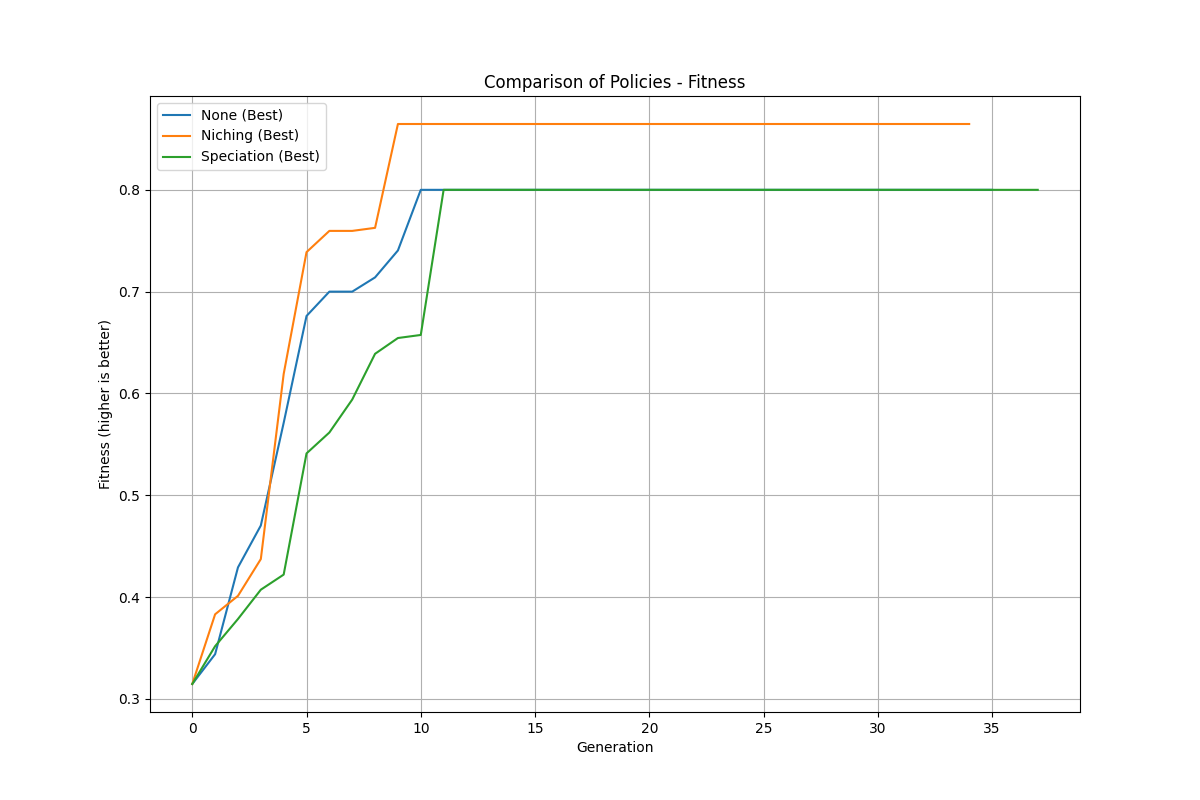 Comparison of Policies - Fitness
None (Best)
Niching (Best)
Speciation (Best)
Fitness (higher is better)
0.8
0.7
0.6
0.5
0.4
0.3
0 5 10 15 20 25 30 35
Generation